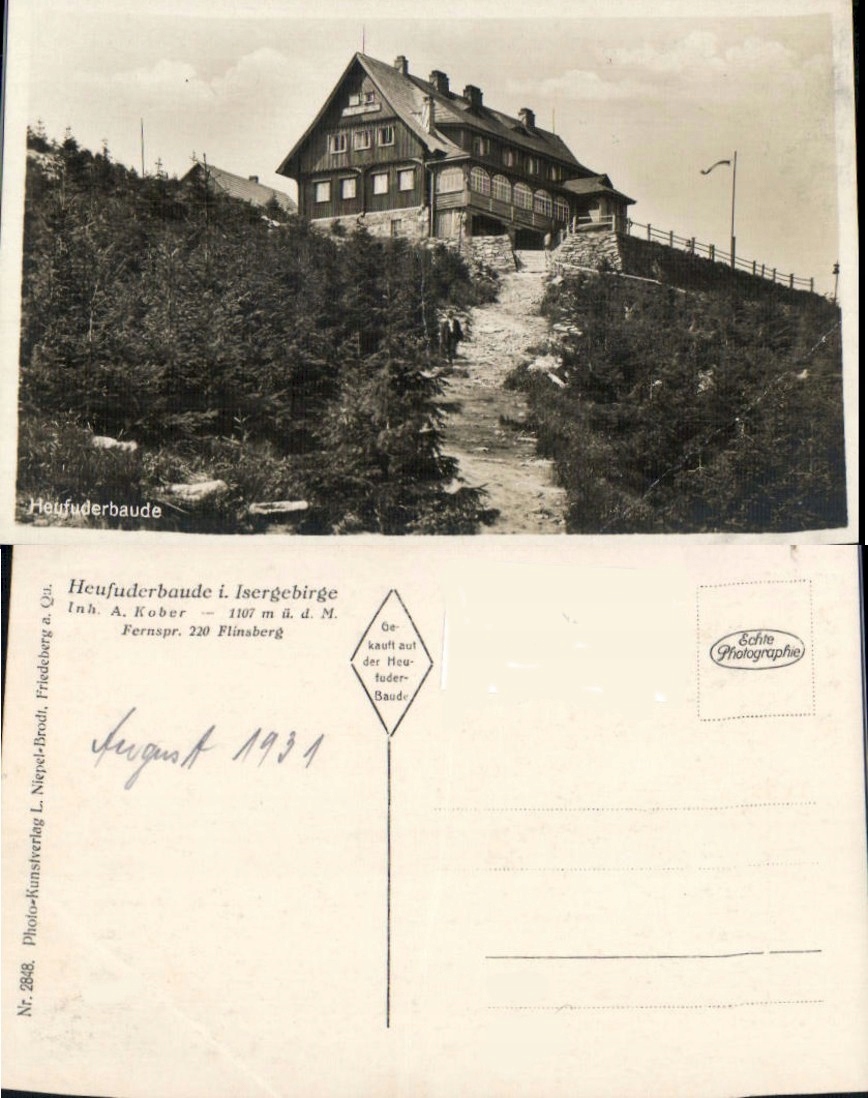 Heufuderbaude
Heufuderbaude i. Isergebirge
Inh. A. Kober — 1107 m ü. d. M.
Fernspr. 220 Flinsberg
Ge-
kauft auf
der Heu-
fuder-
Baude
Echte
Photographie
August 1931
Nr. 2848. Photo-Kunstverlag L. Niepel-Brodt, Friedeberg a. Qu.